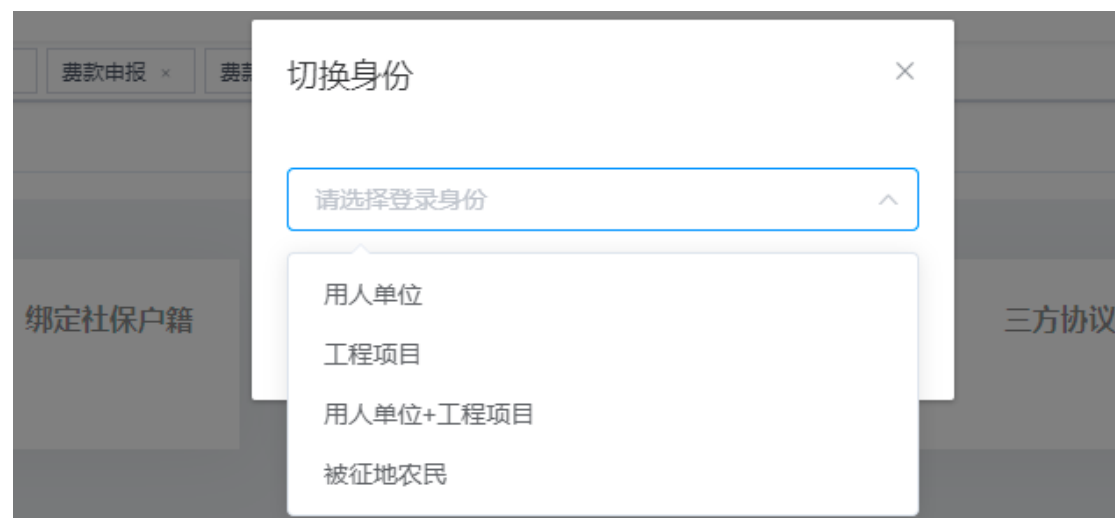 费款申报 × 费款
切换身份 ×
请选择登录身份
用人单位
绑定社保户籍
三方协议
工程项目
用人单位+工程项目
被征地农民